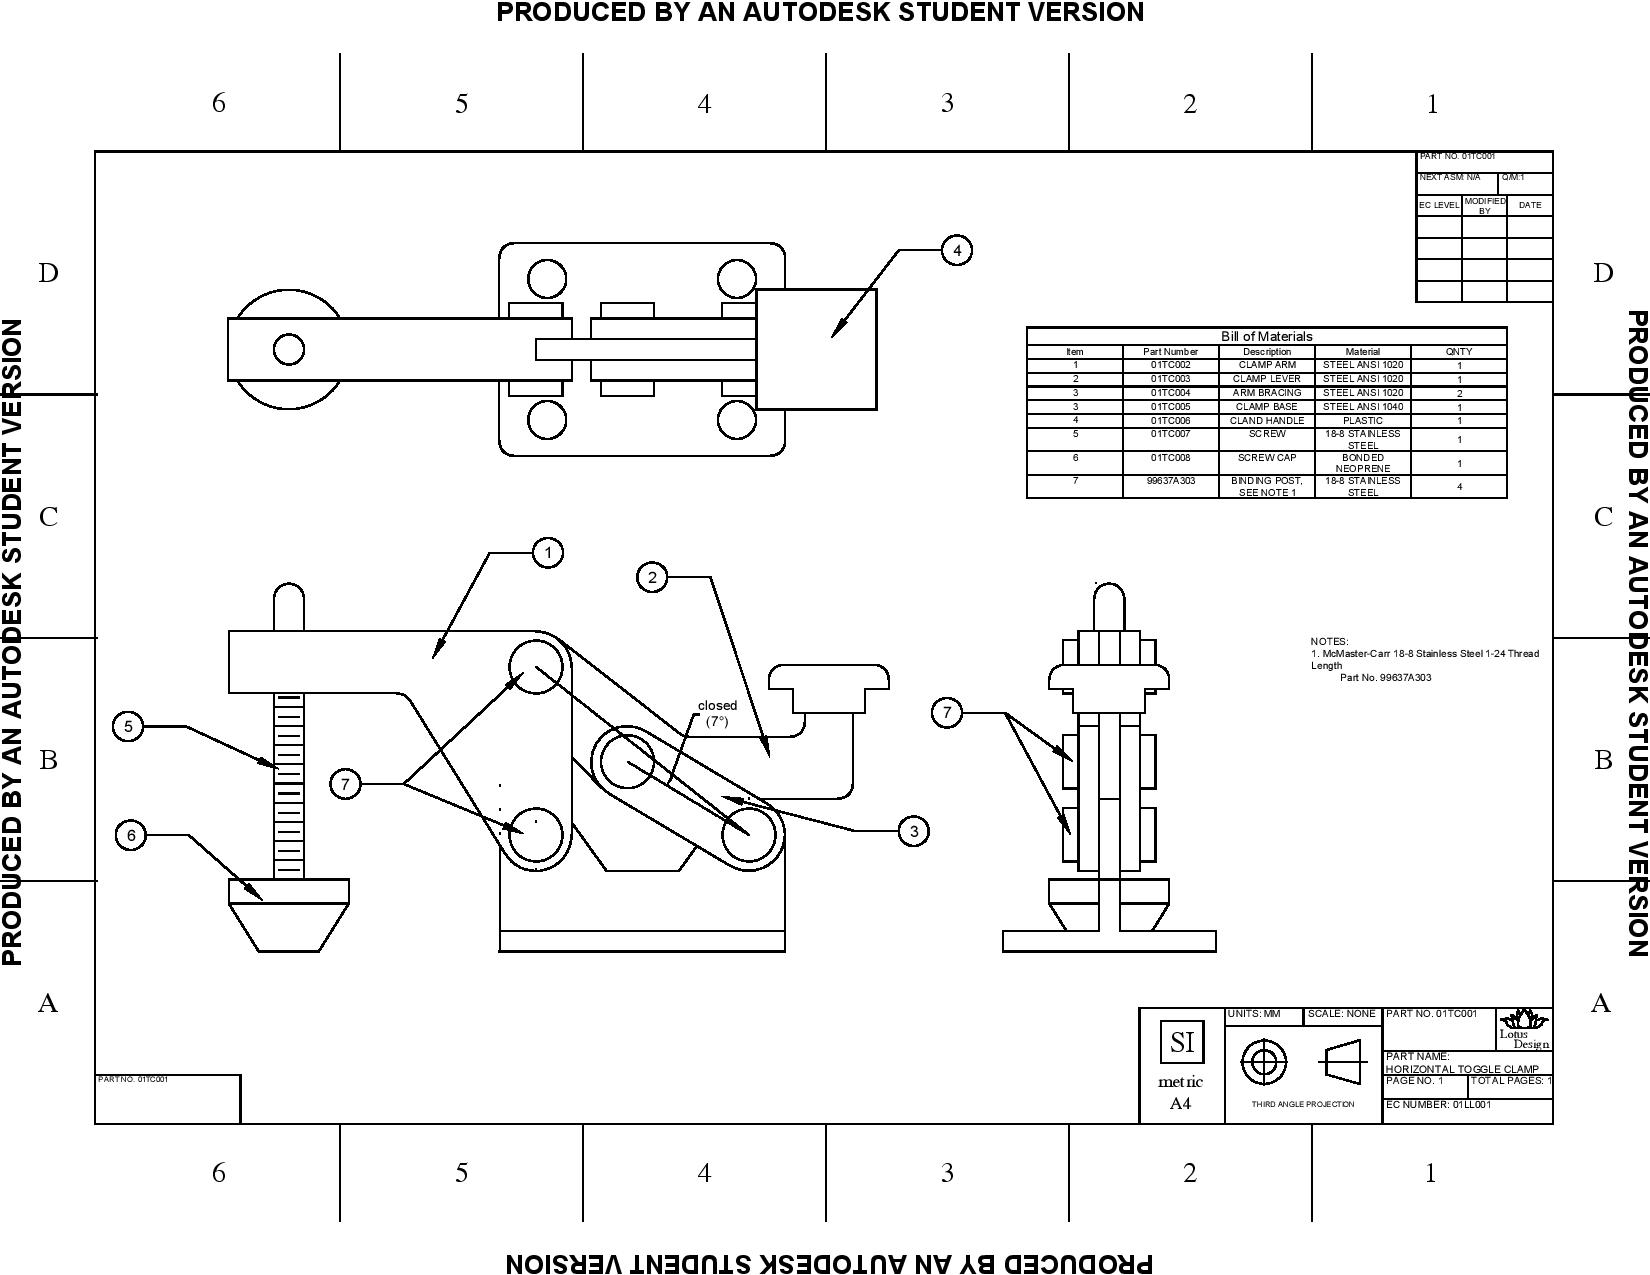 PRODUCED BY AN AUTODESK STUDENT VERSION
6 5 4 3 2 1
PART NO. 01TC001
NEXT ASM: N/A Q/M:1
EC LEVEL MODIFIED BY DATE
D D
4
Bill of Materials
Item Part Number Description Material QNTY
1 01TC002 CLAMP ARM STEEL ANSI 1020 1
2 01TC003 CLAMP LEVER STEEL ANSI 1020 1
3 01TC004 ARM BRACING STEEL ANSI 1020 2
3 01TC005 CLAMP BASE STEEL ANSI 1040 1
4 01TC006 CLAND HANDLE PLASTIC 1
5 01TC007 SCREW 18-8 STAINLESS STEEL 1
6 01TC008 SCREW CAP BONDED NEOPRENE 1
7 99637A303 BINDING POST, SEE NOTE 1 18-8 STAINLESS STEEL 4
PRODUCED BY AN AUTODESK STUDENT VERSION
PRODUCED BY AN AUTODESK STUDENT VERSION
C C
1
2
NOTES:
1. McMaster-Carr 18-8 Stainless Steel 1-24 Thread
Length
Part No. 99637A303
closed
(7°)
5
7
7
B B
6
3
A A
UNITS: MM SCALE: NONE PART NO. 01TC001
SI
metric
A4
Lotus
Design
PART NAME:
HORIZONTAL TOGGLE CLAMP
PAGE NO. 1 TOTAL PAGES: 1
THIRD ANGLE PROJECTION
EC NUMBER: 01LL001
PART NO. 01TC001
6 5 4 3 2 1
PRODUCED BY AN AUTODESK STUDENT VERSION